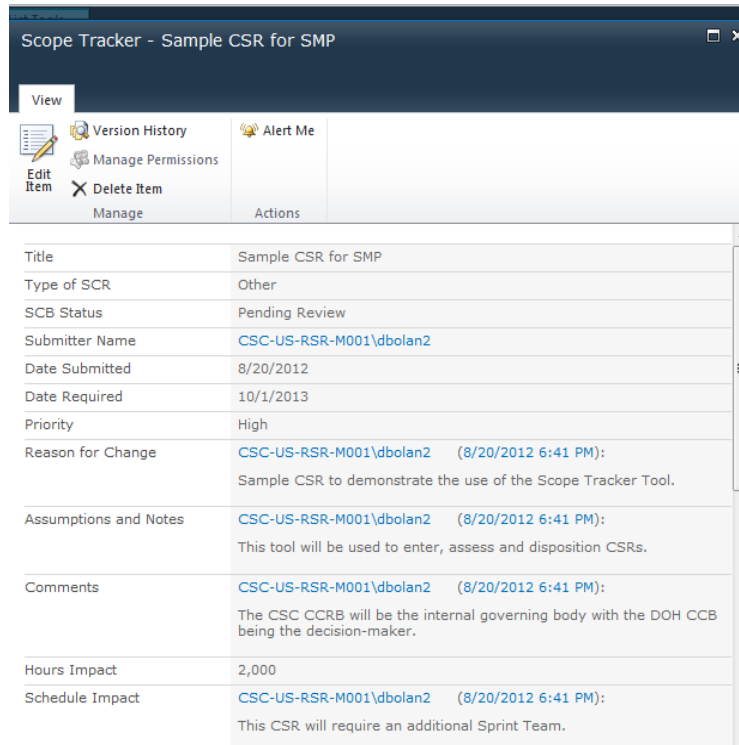 Scope Tracker - Sample CSR for SMP
View
Edit
Item
Version History
Manage Permissions
Delete Item
Manage
Alert Me
Actions
Title Sample CSR for SMP
Type of SCR Other
SCB Status Pending Review
Submitter Name CSC-US-RSR-M001\dbolan2
Date Submitted 8/20/2012
Date Required 10/1/2013
Priority High
Reason for Change CSC-US-RSR-M001\dbolan2 (8/20/2012 6:41 PM):
Sample CSR to demonstrate the use of the Scope Tracker Tool.
Assumptions and Notes CSC-US-RSR-M001\dbolan2 (8/20/2012 6:41 PM):
This tool will be used to enter, assess and disposition CSRs.
Comments CSC-US-RSR-M001\dbolan2 (8/20/2012 6:41 PM):
The CSC CCRB will be the internal governing body with the DOH CCB
being the decision-maker.
Hours Impact 2,000
Schedule Impact CSC-US-RSR-M001\dbolan2 (8/20/2012 6:41 PM):
This CSR will require an additional Sprint Team.